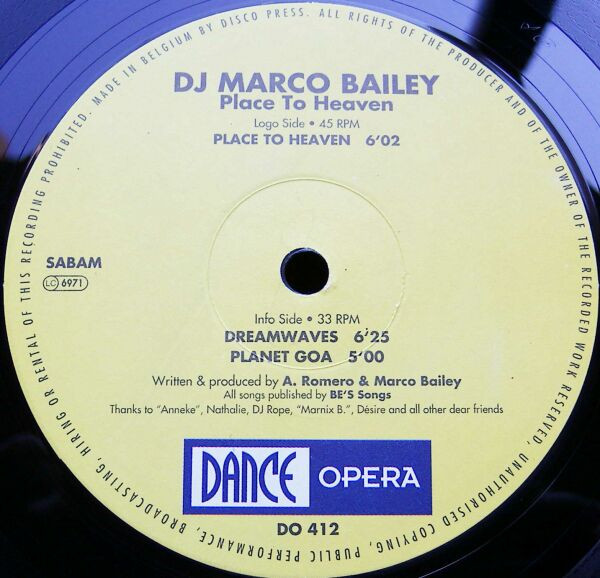 DJ MARCO BAILEY
Place To Heaven
Logo Side • 45 RPM
PLACE TO HEAVEN 6'02
SABAM
LC 6971
Info Side • 33 RPM
DREAMWAVES 6'25
PLANET GOA 5'00
Written & produced by A. Romero & Marco Bailey
All songs published by BE'S Songs
Thanks to "Anneke", Nathalie, DJ Rope, "Marnix B.", Désire and all other dear friends
DANCE OPERA
DO 412
MADE IN BELGIUM BY DISCO PRESS. ALL RIGHTS OF THE PRODUCER AND OF THE OWNER OF THE RECORDED WORK RESERVED, UNAUTHORISED COPYING, PUBLIC PERFORMANCE, BROADCASTING, HIRING OR RENTAL OF THIS RECORDING PROHIBITED.